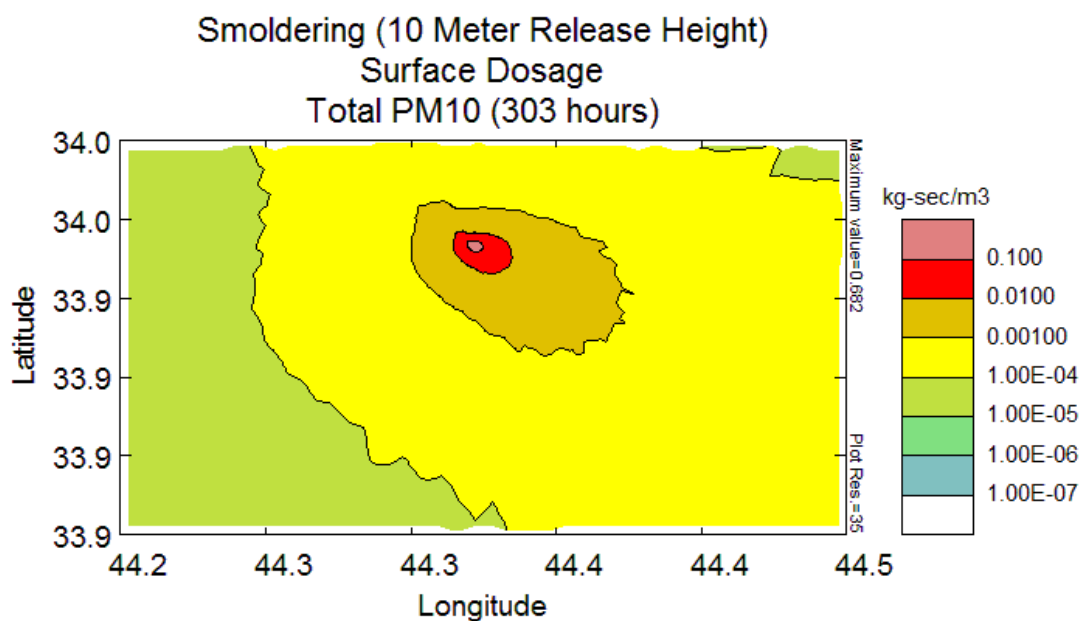 Smoldering (10 Meter Release Height)
Surface Dosage
Total PM10 (303 hours)
34.0
34.0
33.9
33.9
33.9
33.9
Latitude
44.2
44.3
44.3
44.4
44.4
44.5
Longitude
Maximum value=0.682
Plot Res.=35
kg-sec/m3
0.100
0.0100
0.00100
1.00E-04
1.00E-05
1.00E-06
1.00E-07